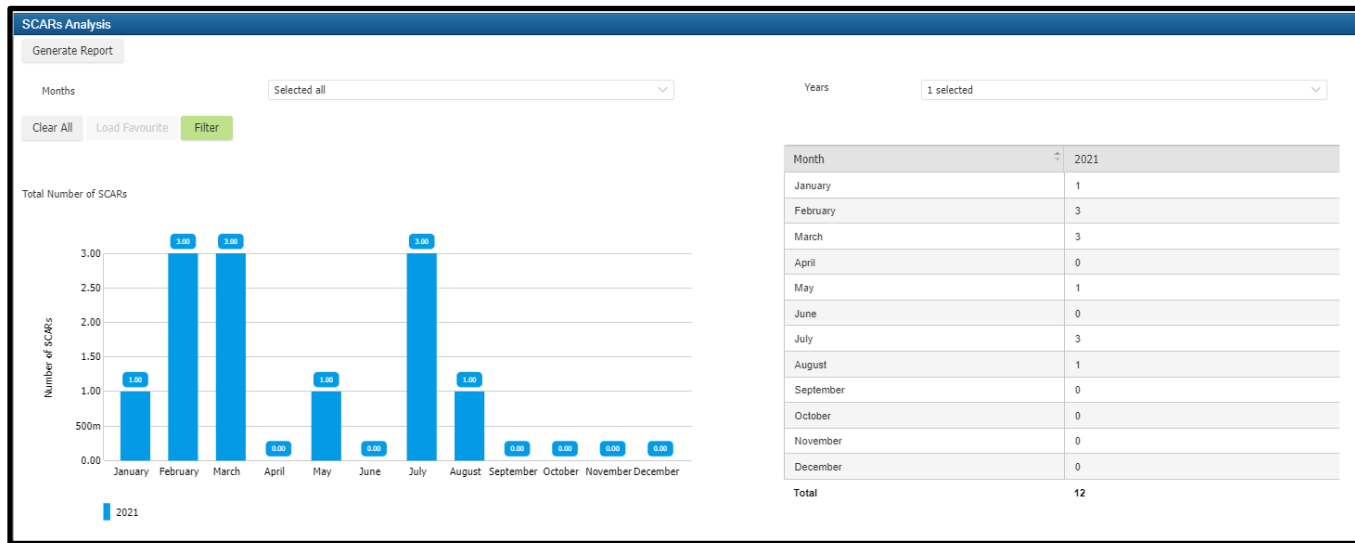 SCARs Analysis
Generate Report
Months Selected all
Years 1 selected
Clear All Load Favourite Filter
Total Number of SCARs
Number of SCARs
3.00
2.50
2.00
1.50
1.00
500m
0.00
1.00 3.00 3.00 0.00 1.00 0.00 3.00 1.00 0.00 0.00 0.00 0.00
January February March April May June July August September October November December
2021
Month 2021
January 1
February 3
March 3
April 0
May 1
June 0
July 3
August 1
September 0
October 0
November 0
December 0
Total 12